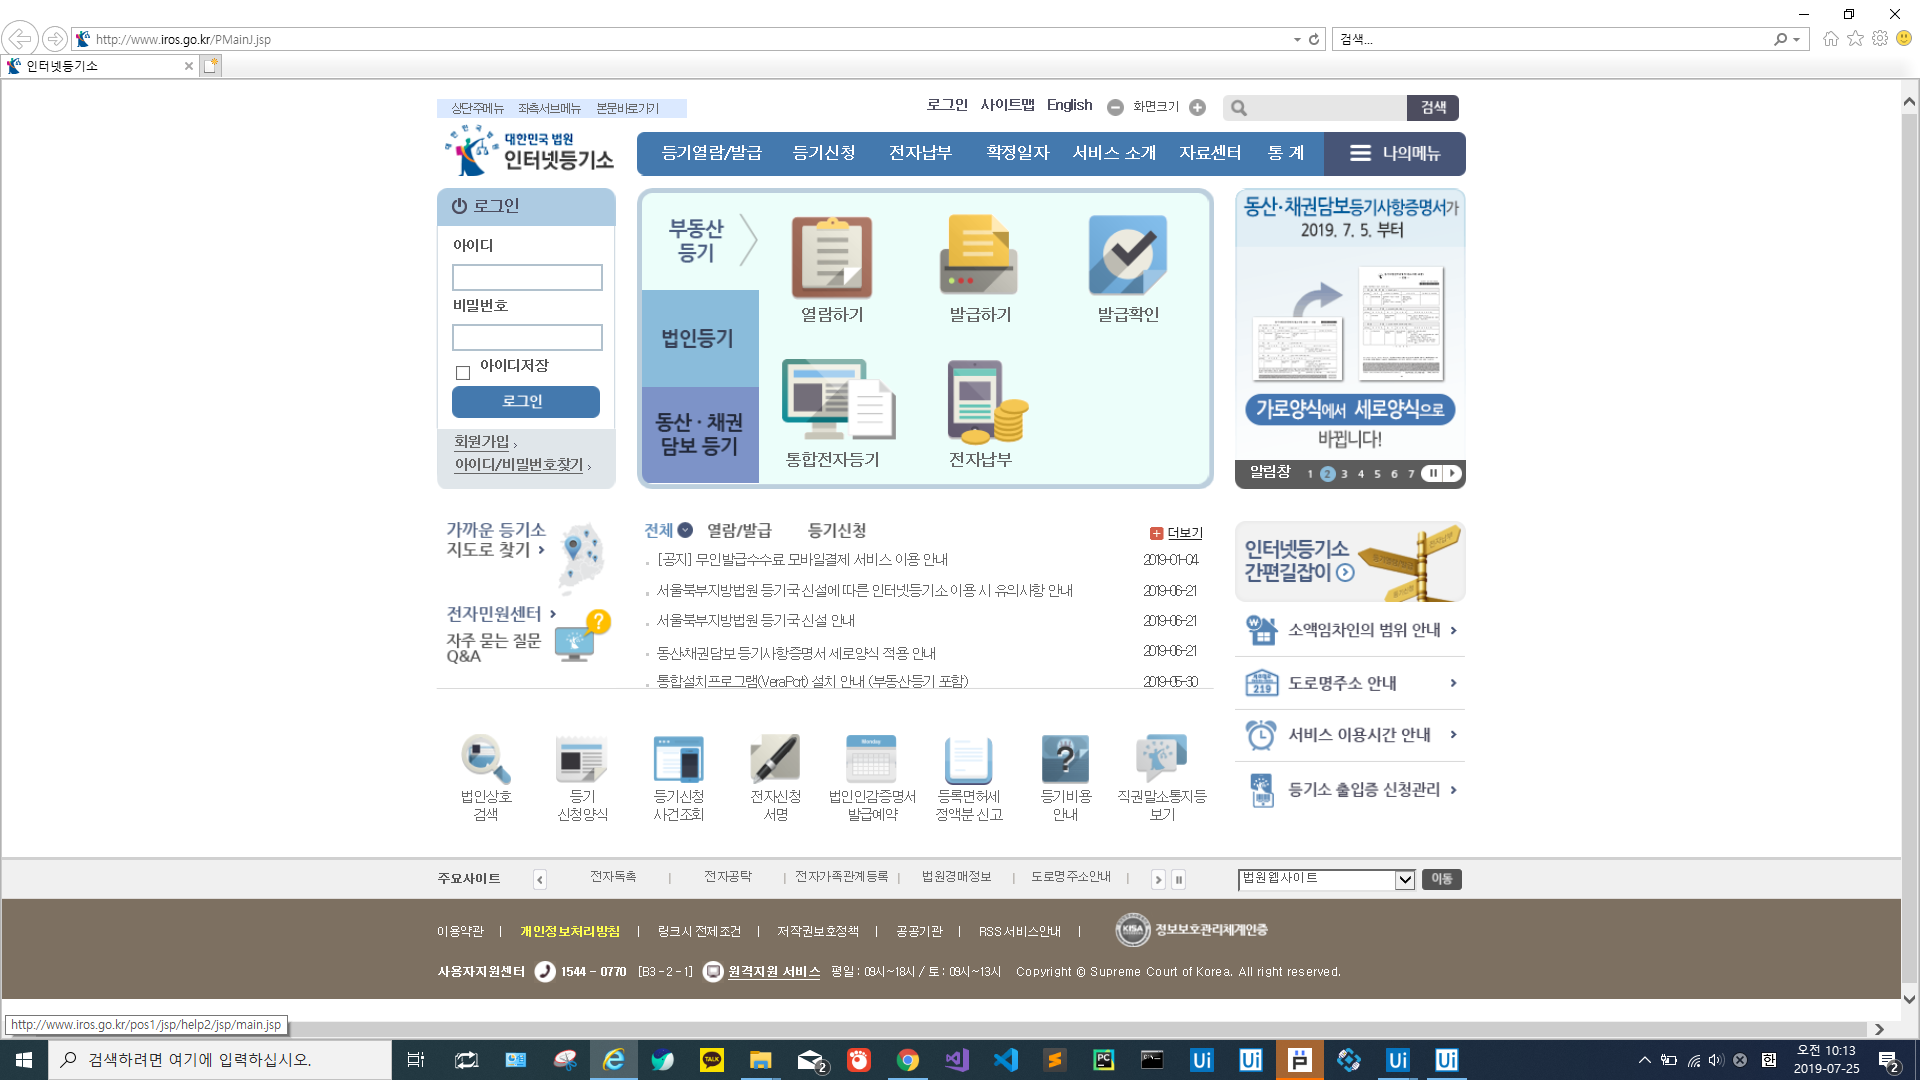 http://www.iros.go.kr/PMainJ.jsp
검색...
인터넷등기소
상단주메뉴 좌측서브메뉴 본문바로가기
로그인 사이트맵 English 화면크기 검색
대한민국 법원
인터넷등기소
등기열람/발급 등기신청 전자납부 확정일자 서비스 소개 자료센터 통 계 나의메뉴
로그인
아이디
비밀번호
아이디저장
로그인
회원가입
아이디/비밀번호찾기
부동산
등기
법인등기
동산 · 채권
담보 등기
열람하기 발급하기 발급확인
통합전자등기 전자납부
동산·채권담보등기사항증명서가
2019. 7. 5. 부터
가로양식에서 세로양식으로
바뀝니다!
알림창 1 2 3 4 5 6 7
가까운 등기소
지도로 찾기
전자민원센터
자주 묻는 질문
Q&A
전체 열람/발급 등기신청 더보기
[공지] 무인발급수수료 모바일결제 서비스 이용 안내 2019-01-04
서울북부지방법원 등기국 신설에 따른 인터넷등기소 이용 시 유의사항 안내 2019-06-21
서울북부지방법원 등기국 신설 안내 2019-06-21
동산채권담보 등기사항증명서 세로양식 적용 안내 2019-06-21
통합설치프로그램(VeraPort) 설치 안내 (부동산등기 포함) 2019-05-30
인터넷등기소
간편길잡이
소액임차인의 범위 안내
219
도로명주소 안내
서비스 이용시간 안내
등기소 출입증 신청관리
Monday
법인상호
검색
등기
신청양식
등기신청
사건조회
전자신청
서명
법인인감증명서
발급예약
등록면허세
정액분 신고
등기비용
안내
직권말소통지등
보기
주요사이트 전자독촉 | 전자공탁 | 전자가족관계등록 | 법원경매정보 | 도로명주소안내 | 법원웹사이트 이동
이용약관 | 개인정보처리방침 | 링크시 전제조건 | 저작권보호정책 | 공공기관 | RSS 서비스안내 | KISA 정보보호관리체계인증
사용자지원센터 1544 - 0770 [B3-2-1] 원격지원 서비스 평일 : 09시~18시 / 토 : 09시~13시 Copyright © Supreme Court of Korea. All right reserved.
http://www.iros.go.kr/pos1/jsp/help2/jsp/main.jsp
검색하려면 여기에 입력하십시오.
TALK
2
PC
Ui Ui Ui Ui
한
오전 10:13
2019-07-25
2